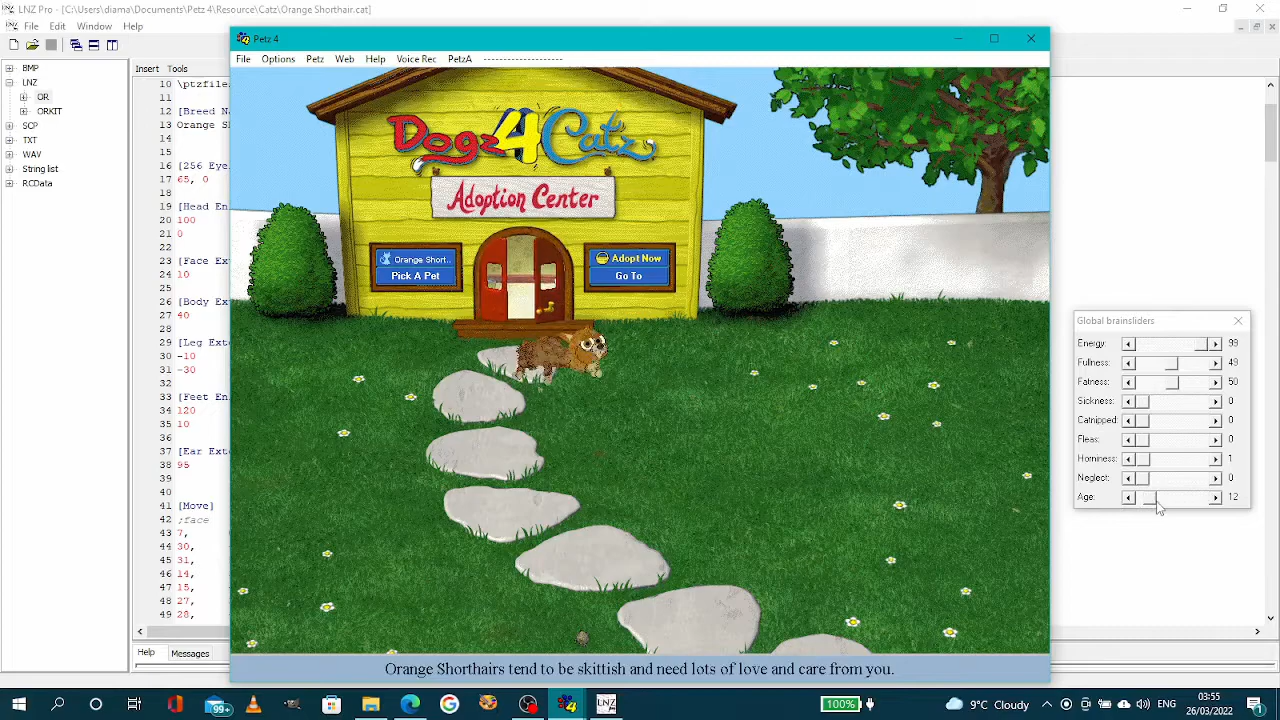 LNZ Pro - [C:\Users\diama\Documents\Petz 4\Resource\Catz\Orange Shorthair.cat]
File Edit Window Help
BMP
LNZ
OR
ORKIT
SCP
TXT
WAV
String list
RCData
Insert Tools
10 \ptzfile
11
12 [Breed Na
13 Orange Sh
14
15
16 [256 Eye
17 65, 0
18
19 [Head En
20 100
21 0
22
23 [Face Ex
24 10
25
26 [Body Ex
27 40
28
29 [Leg Ext
30 -10
31 -30
32
33 [Feet En
34 120
35 10
36
37 [Ear Ext
38 95
39
40
41 [Move]
42 ;face
43 7,
44 30,
45 31,
46 14,
47 15,
48 27,
49 28,
Help Messages
Petz 4
File Options Petz Web Help Voice Rec PetzA --------------------
Dogz 4 Catz
Adoption Center
Orange Short..
Pick A Pet
Adopt Now
Go To
Orange Shorthairs tend to be skittish and need lots of love and care from you.
Global brainsliders
Energy: 99
Fullness: 49
Fatness: 50
Sickness: 0
Catnipped: 0
Fleas: 0
Horniness: 1
Neglect: 0
Age: 12
99+
4
LNZ
100%
9°C Cloudy
ENG
03:55
26/03/2022
1